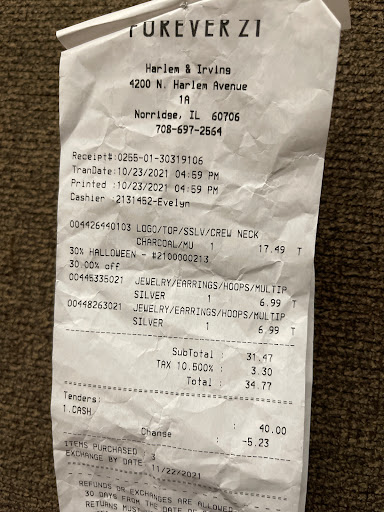 FOREVER 21
Harlem & Irving
4200 N. Harlem Avenue
1A
Norridge, IL 60706
708-697-2564
Receipt#:0255-01-30319106
TranDate:10/23/2021 04:59 PM
Printed :10/23/2021 04:59 PM
Cashier :2131452-Evelyn
004426440103 LOGO/TOP/SSLV/CREW NECK
CHARCOAL/MU 1 17.49 T
30% HALLOWEEN - #2100000213
30.00% off
00445335021 JEWELRY/EARRINGS/HOOPS/MULTIP
SILVER 1 6.99 T
00448263021 JEWELRY/EARRINGS/HOOPS/MULTIP
SILVER 1 6.99 T
SubTotal : 31.47
TAX 10.500% : 3.30
Total : 34.77
Tenders:
1.CASH : 40.00
Change : -5.23
ITEMS PURCHASED : 3
EXCHANGE BY DATE : 11/22/2021
REFUNDS OR EXCHANGES ARE ALLOWED
30 DAYS FROM THE DATE OF
RETURNS MUST